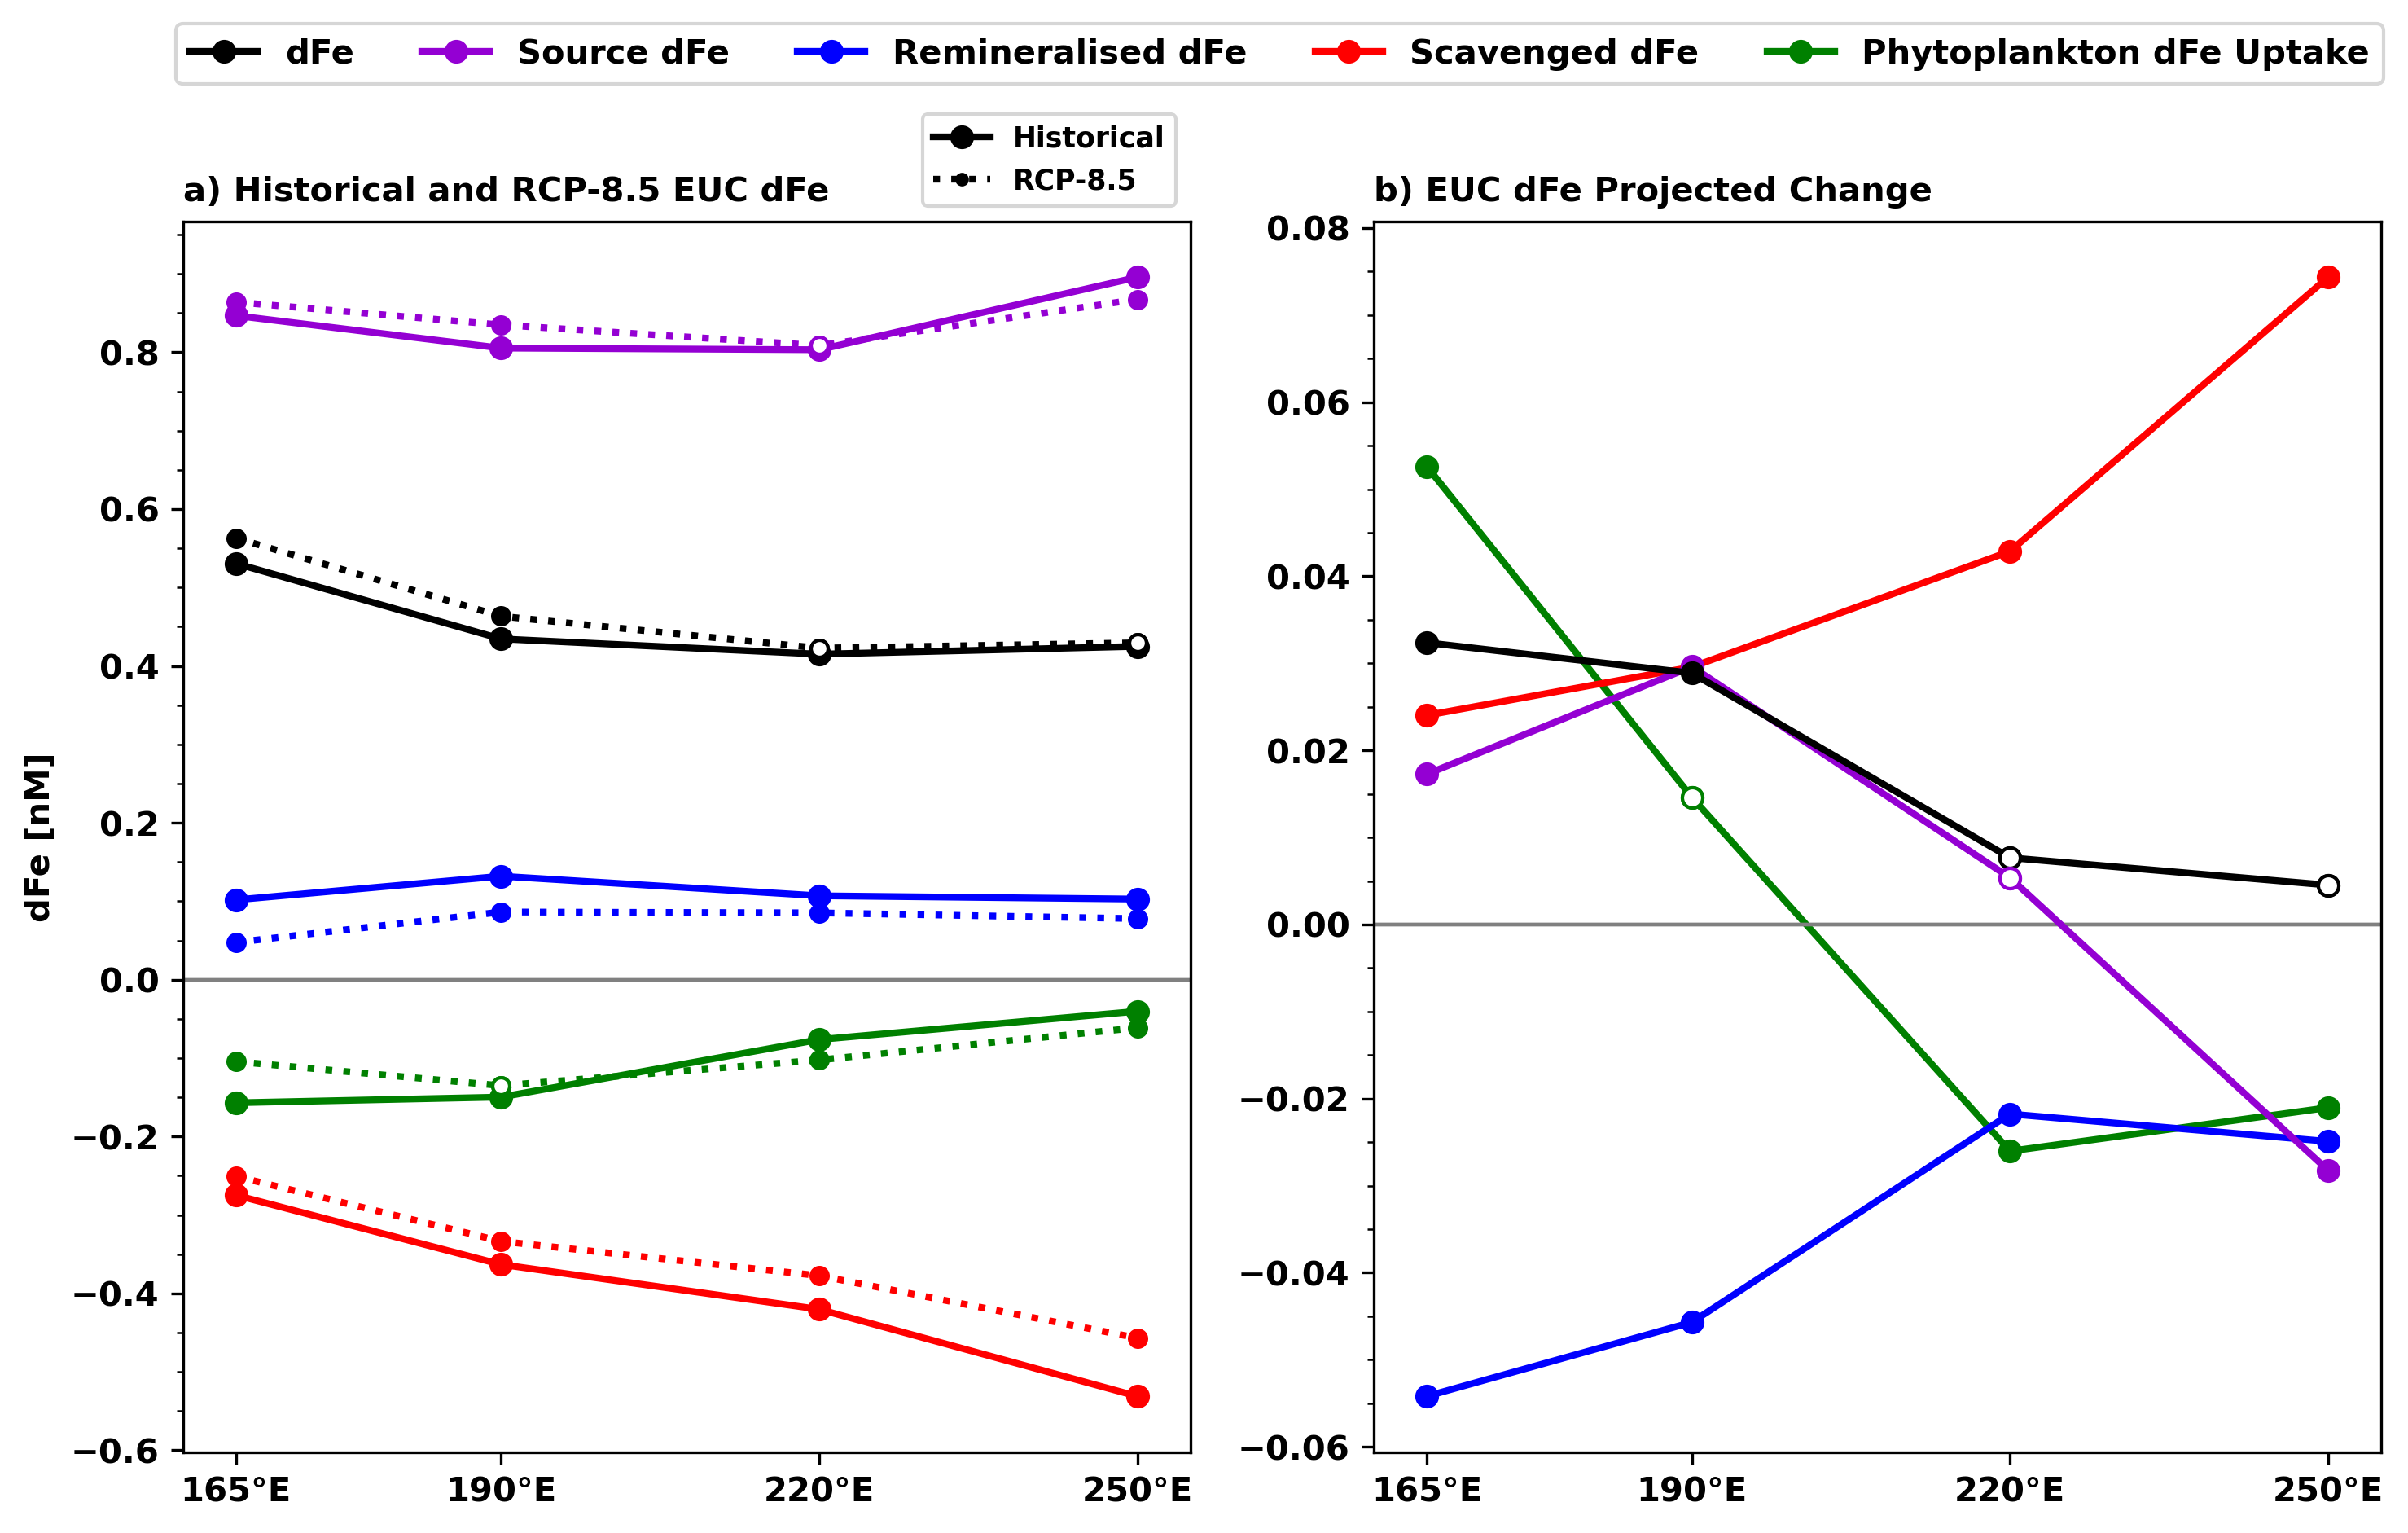 dFe Source dFe Remineralised dFe Scavenged dFe Phytoplankton dFe Uptake
Historical
RCP-8.5
a) Historical and RCP-8.5 EUC dFe
dFe [nM]
0.8
0.6
0.4
0.2
0.0
−0.2
−0.4
−0.6
165°E 190°E 220°E 250°E
b) EUC dFe Projected Change
0.08
0.06
0.04
0.02
0.00
−0.02
−0.04
−0.06
165°E 190°E 220°E 250°E